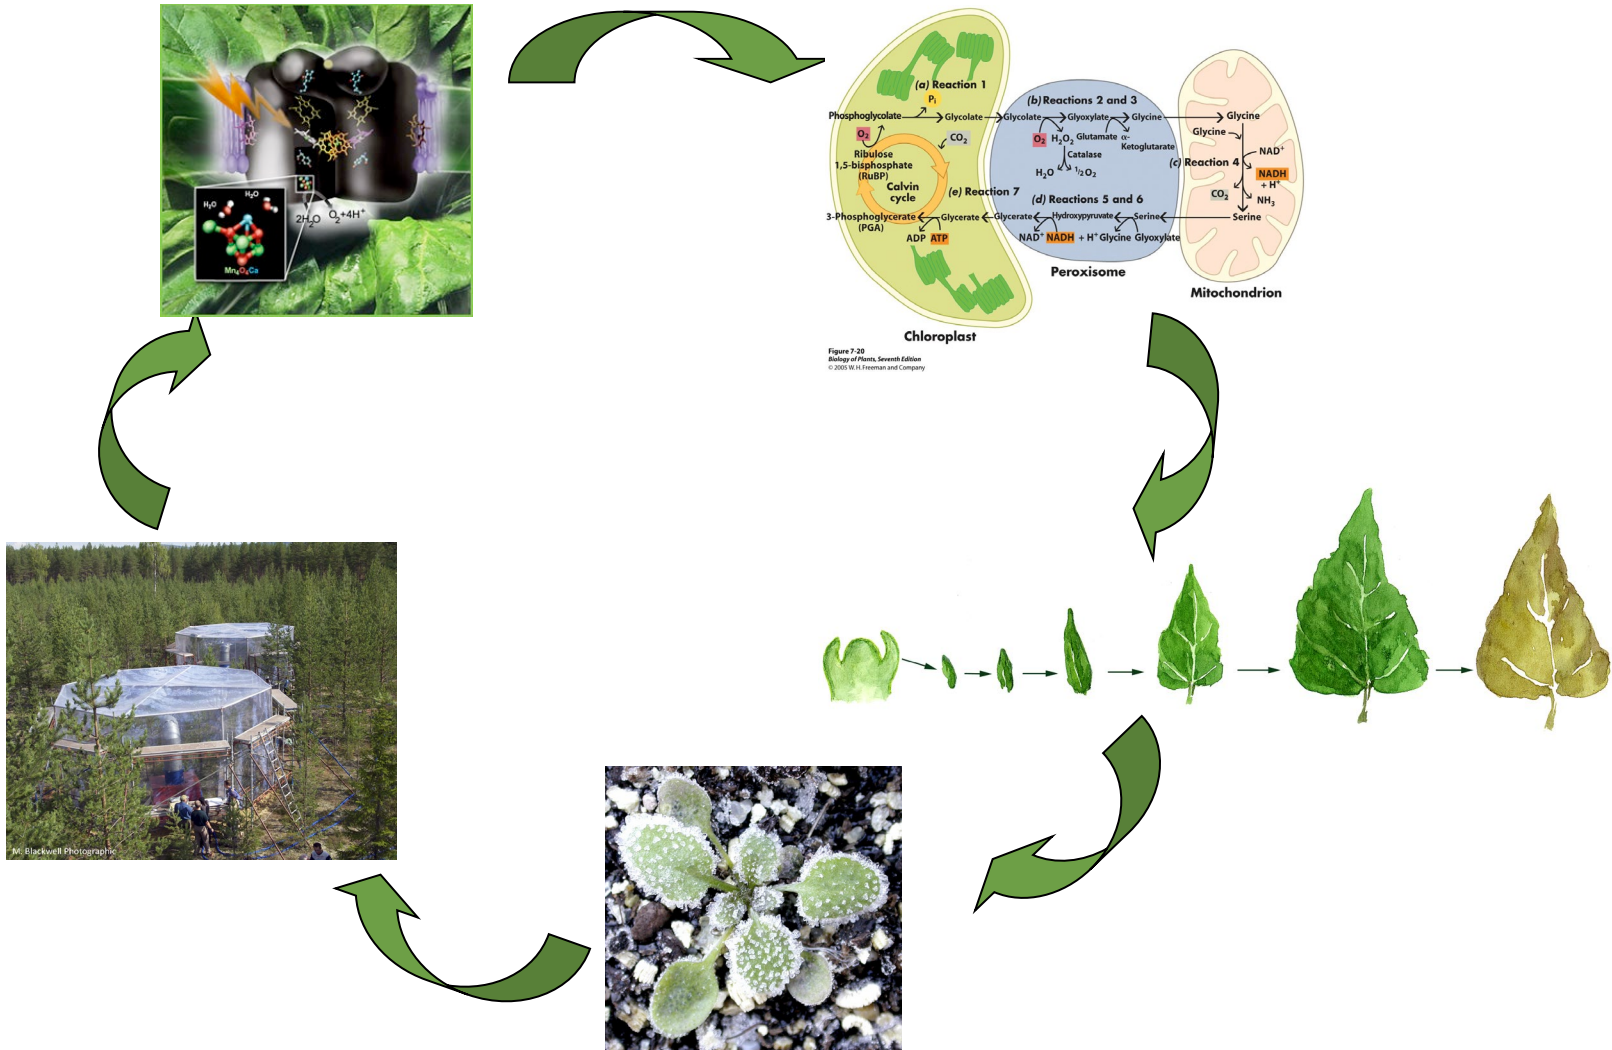 H₂O
H₂O
2H₂O
O₂+4H⁺
Mn₄O₄Ca
(a) Reaction 1
Pᵢ
Phosphoglycolate
Glycolate
O₂
CO₂
Ribulose
1,5-bisphosphate
(RuBP)
Calvin
cycle
3-Phosphoglycerate
(PGA)
Glycerate
ADP ATP
(e) Reaction 7
Chloroplast
(b) Reactions 2 and 3
Glycolate Glyoxylate Glycine
O₂ H₂O₂ Glutamate α-
Ketoglutarate
Catalase
H₂O ½O₂
(d) Reactions 5 and 6
Glycerate Hydroxypyruvate Serine
NAD⁺ NADH + H⁺ Glycine Glyoxylate
Peroxisome
Glycine
Glycine
NAD⁺
(c) Reaction 4
NADH
+ H⁺
CO₂
NH₃
Serine
Mitochondrion
Figure 7-20
Biology of Plants, Seventh Edition
© 2005 W. H. Freeman and Company
M. Blackwell Photographic